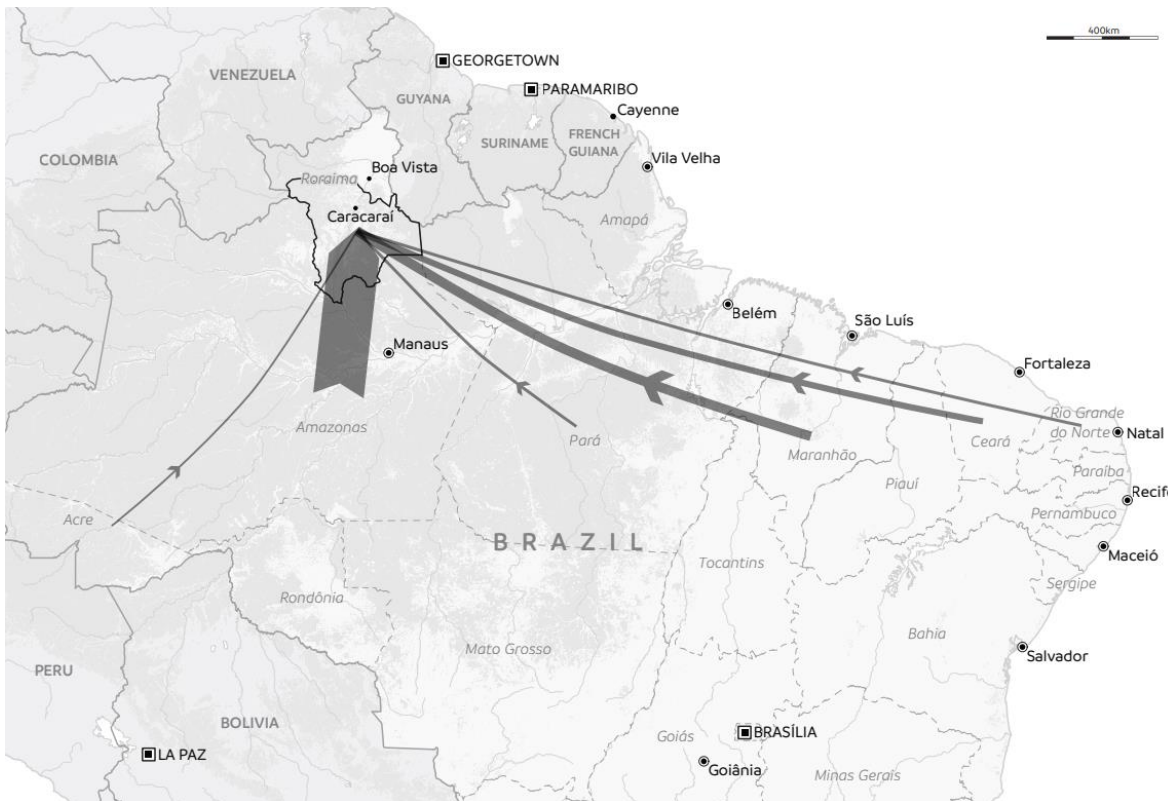 400km
GEORGETOWN
VENEZUELA
PARAMARIBO
GUYANA
Cayenne
SURINAME
FRENCH
GUIANA
COLOMBIA
Vila Velha
Boa Vista
Roraima
Caracaraí
Amapá
Belém
São Luís
Manaus
Fortaleza
Amazonas
Pará
Maranhão
Ceará
Rio Grande
do Norte
Natal
Paraíba
Piauí
Recife
Pernambuco
Acre
BRAZIL
Maceió
Tocantins
Sergipe
Rondônia
Bahia
Mato Grosso
Salvador
PERU
BOLIVIA
LA PAZ
Goiás
BRASÍLIA
Goiânia
Minas Gerais